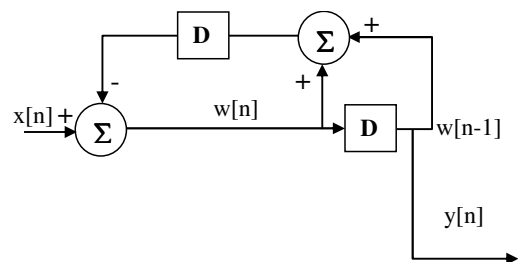 D
Σ
+
-
+
x[n]
+
Σ
w[n]
D
w[n-1]
y[n]